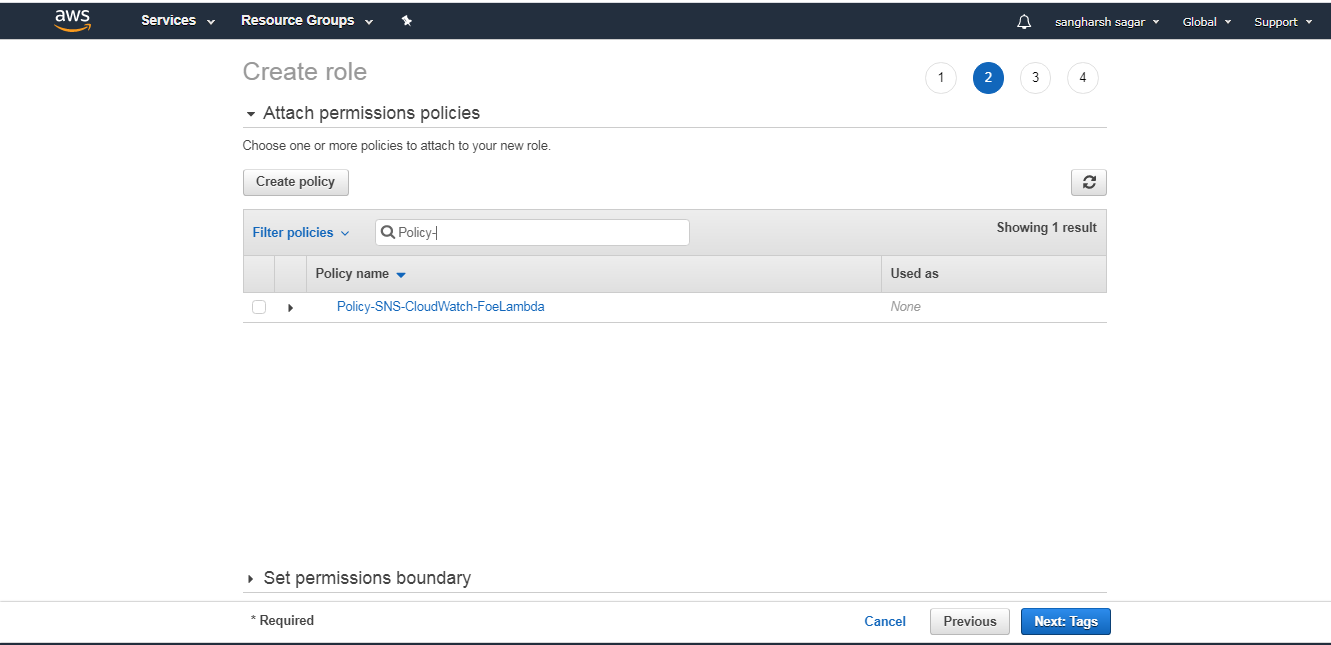 aws Services Resource Groups sangharsh sagar Global Support
Create role
1 2 3 4
Attach permissions policies
Choose one or more policies to attach to your new role.
Create policy
Filter policies Policy- Showing 1 result
Policy name Used as
Policy-SNS-CloudWatch-FoeLambda None
Set permissions boundary
* Required Cancel Previous Next: Tags